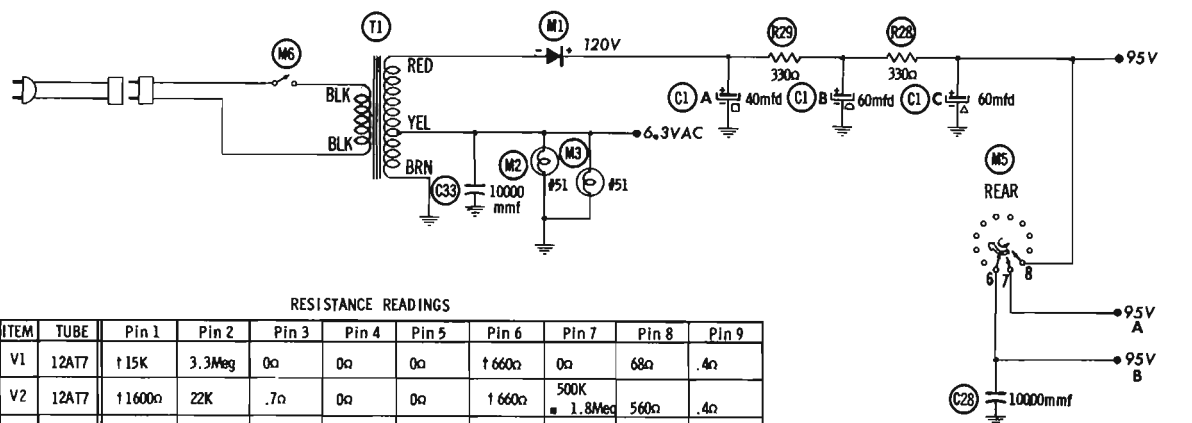 T1
M1
R29
R28
M6
- + 120V
RED
330Ω
330Ω
95V
BLK
C1 A + 40mfd
C1 B + 60mfd
C1 C + 60mfd
YEL
6.3VAC
BLK
M2
M3
M5
BRN
C33
10000
mmf
#51
#51
REAR
6 7 8
RESISTANCE READINGS
ITEM TUBE Pin 1 Pin 2 Pin 3 Pin 4 Pin 5 Pin 6 Pin 7 Pin 8 Pin 9
V1 12AT7 †15K 3.3Meg 0Ω 0Ω 0Ω †660Ω 0Ω 68Ω .4Ω
V2 12AT7 †1600Ω 22K .7Ω 0Ω 0Ω †660Ω 500K ■ 1.8Meg 560Ω .4Ω
95V
A
95V
B
C28
10000mmf